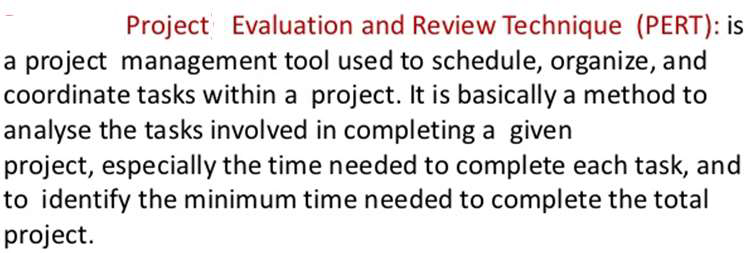 Project Evaluation and Review Technique (PERT): is
a project management tool used to schedule, organize, and
coordinate tasks within a project. It is basically a method to
analyse the tasks involved in completing a given
project, especially the time needed to complete each task, and
to identify the minimum time needed to complete the total
project.